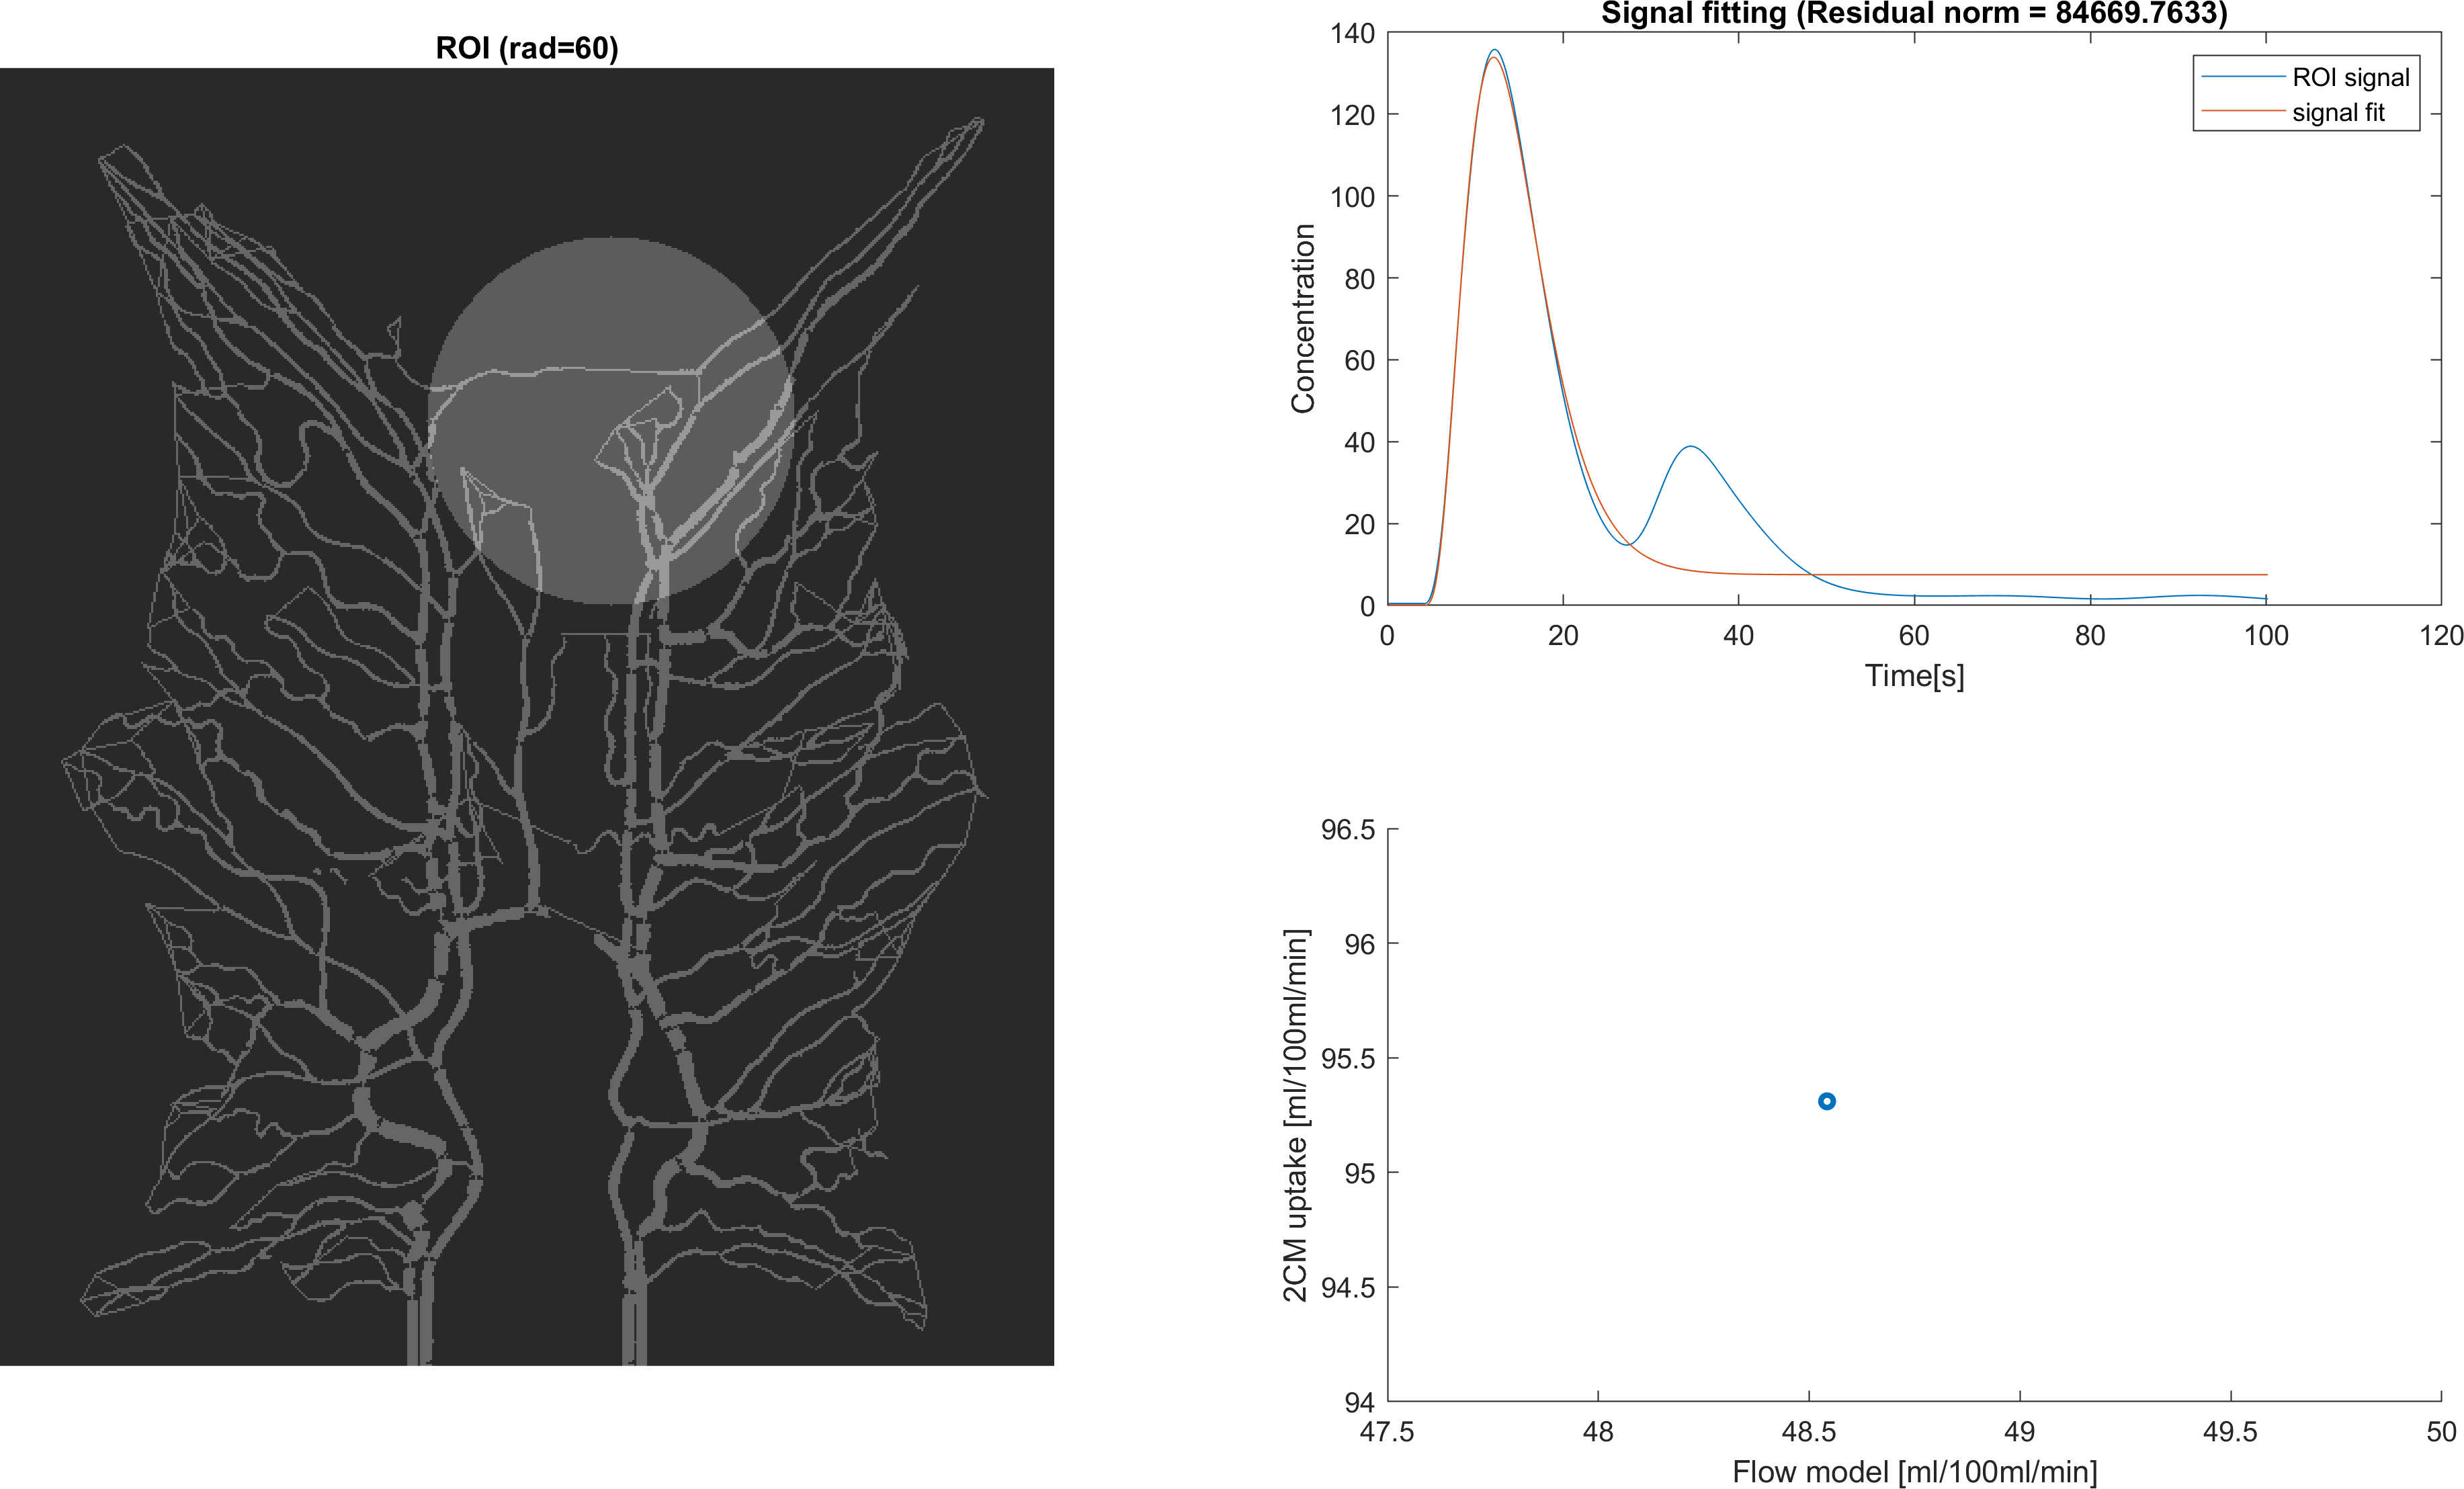 ROI (rad=60)
Signal fitting (Residual norm = 84669.7633)
140
120
100
80
60
40
20
0
Concentration
ROI signal
signal fit
0 20 40 60 80 100 120
Time[s]
96.5
96
95.5
95
94.5
94
2CM uptake [ml/100ml/min]
47.5 48 48.5 49 49.5 50
Flow model [ml/100ml/min]